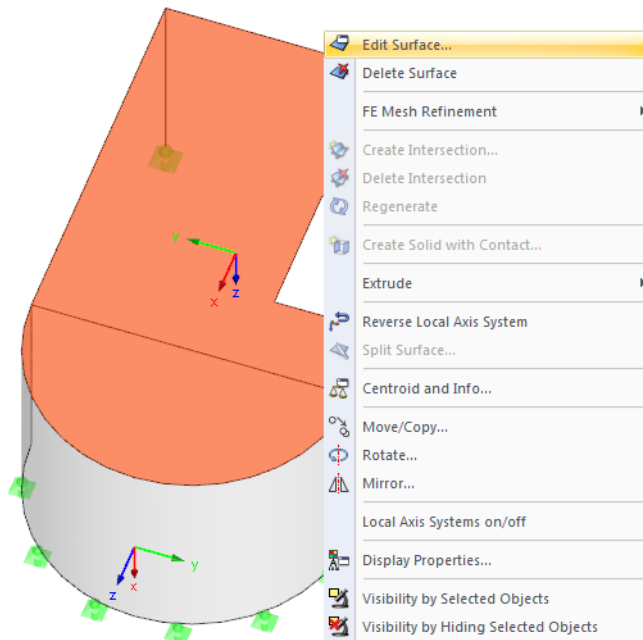 Edit Surface...
Delete Surface
FE Mesh Refinement
Create Intersection...
Delete Intersection
Regenerate
Create Solid with Contact...
Extrude
Reverse Local Axis System
Split Surface...
Centroid and Info...
Move/Copy...
Rotate...
Mirror...
Local Axis Systems on/off
Display Properties...
Visibility by Selected Objects
Visibility by Hiding Selected Objects
Y
X
Z
y
z
x